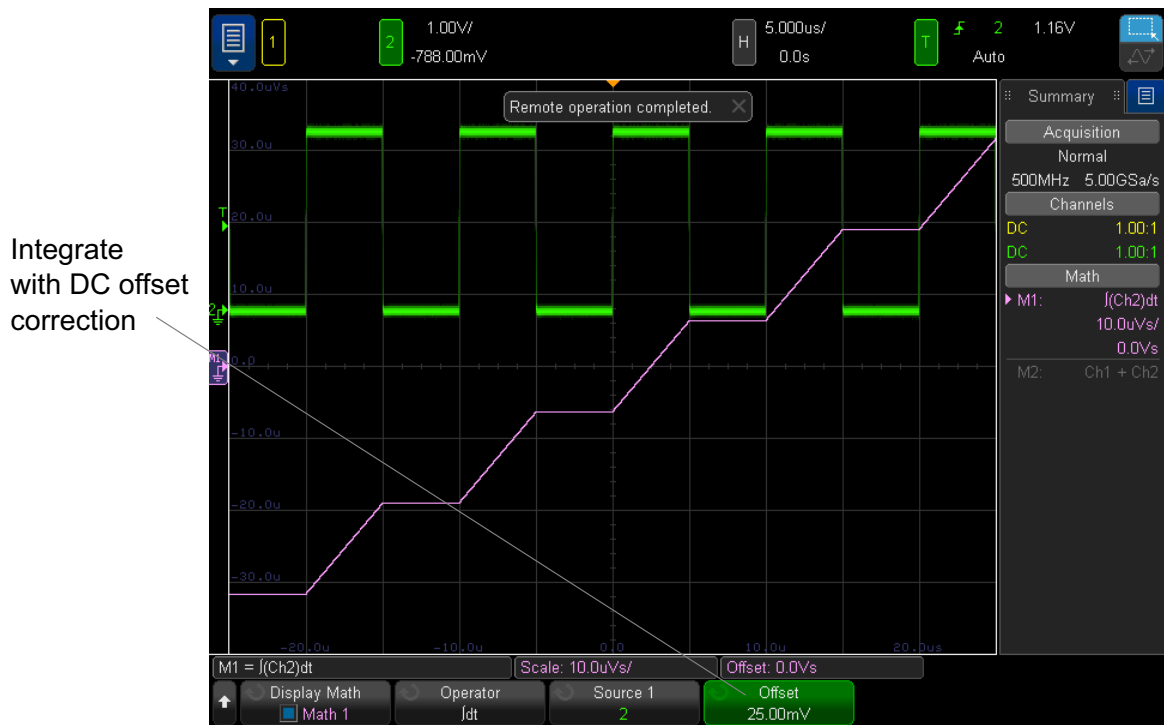 1
2
1.00V/
-788.00mV
H
5.000us/
0.0s
T
2
1.16V
Auto
Remote operation completed.
40.0uVs
30.0u
T
20.0u
10.0u
2
M1
0.0
-10.0u
-20.0u
-30.0u
-20.0u
-10.0u
0.0
10.0u
20.0us
Integrate
with DC offset
correction
Summary
Acquisition
Normal
500MHz 5.00GSa/s
Channels
DC 1.00:1
DC 1.00:1
Math
M1: ∫(Ch2)dt
10.0uVs/
0.0Vs
M2: Ch1 + Ch2
M1 = ∫(Ch2)dt
Scale: 10.0uVs/
Offset: 0.0Vs
Display Math
Math 1
Operator
∫dt
Source 1
2
Offset
25.00mV